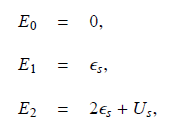 E₀ = 0,
E₁ = ϵₛ,
E₂ = 2ϵₛ + Uₛ,